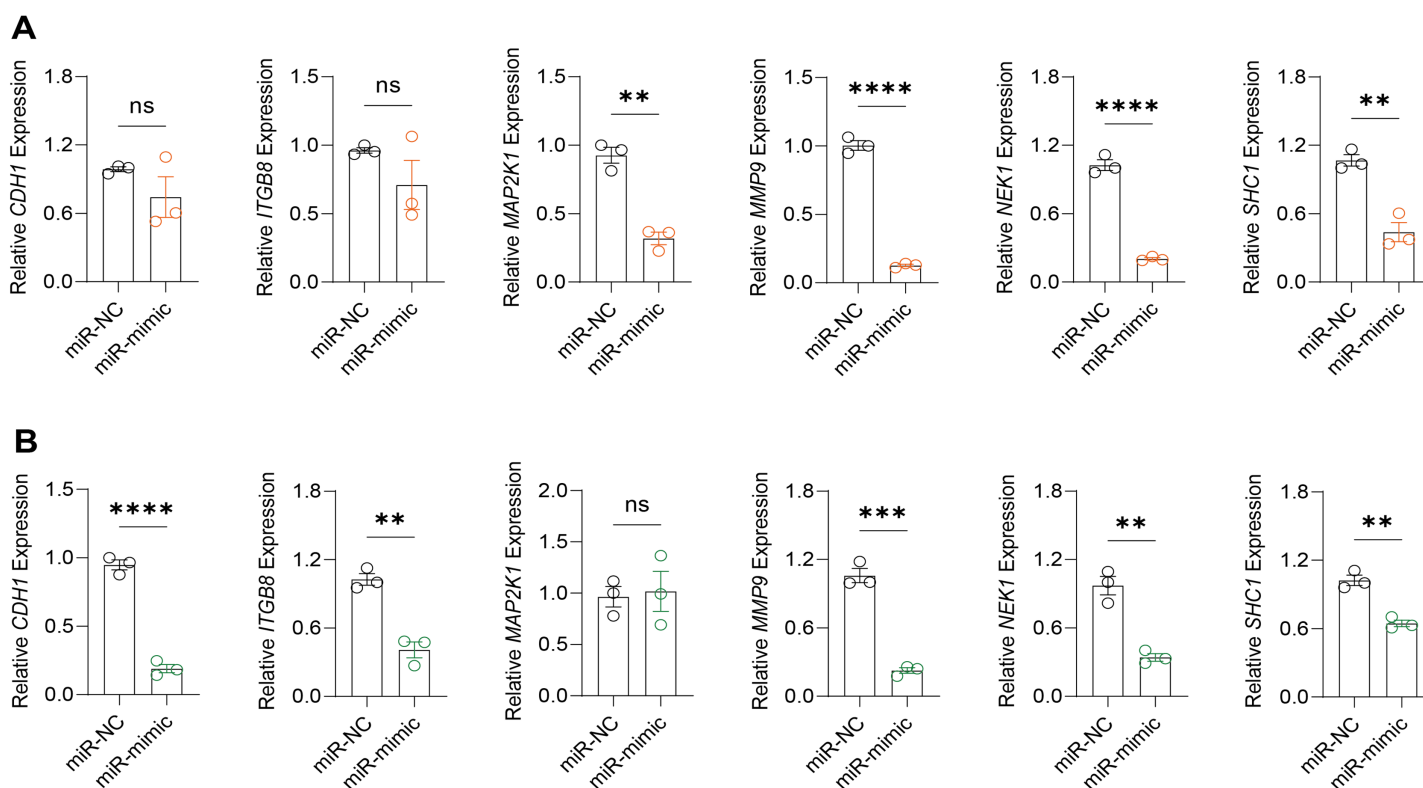 A
Relative CDH1 Expression
1.8
1.2
0.6
0.0
ns
miR-NC
miR-mimic
Relative ITGB8 Expression
1.5
1.0
0.5
0.0
ns
miR-NC
miR-mimic
Relative MAP2K1 Expression
1.5
1.0
0.5
0.0
**
miR-NC
miR-mimic
Relative MMP9 Expression
1.5
1.0
0.5
0.0
****
miR-NC
miR-mimic
Relative NEK1 Expression
1.8
1.2
0.6
0.0
****
miR-NC
miR-mimic
Relative SHC1 Expression
1.8
1.2
0.6
0.0
**
miR-NC
miR-mimic
B
Relative CDH1 Expression
1.5
1.0
0.5
0.0
****
miR-NC
miR-mimic
Relative ITGB8 Expression
1.8
1.2
0.6
0.0
**
miR-NC
miR-mimic
Relative MAP2K1 Expression
2.0
1.5
1.0
0.5
0.0
ns
miR-NC
miR-mimic
Relative MMP9 Expression
1.8
1.2
0.6
0.0
***
miR-NC
miR-mimic
Relative NEK1 Expression
1.8
1.2
0.6
0.0
**
miR-NC
miR-mimic
Relative SHC1 Expression
1.8
1.2
0.6
0.0
**
miR-NC
miR-mimic